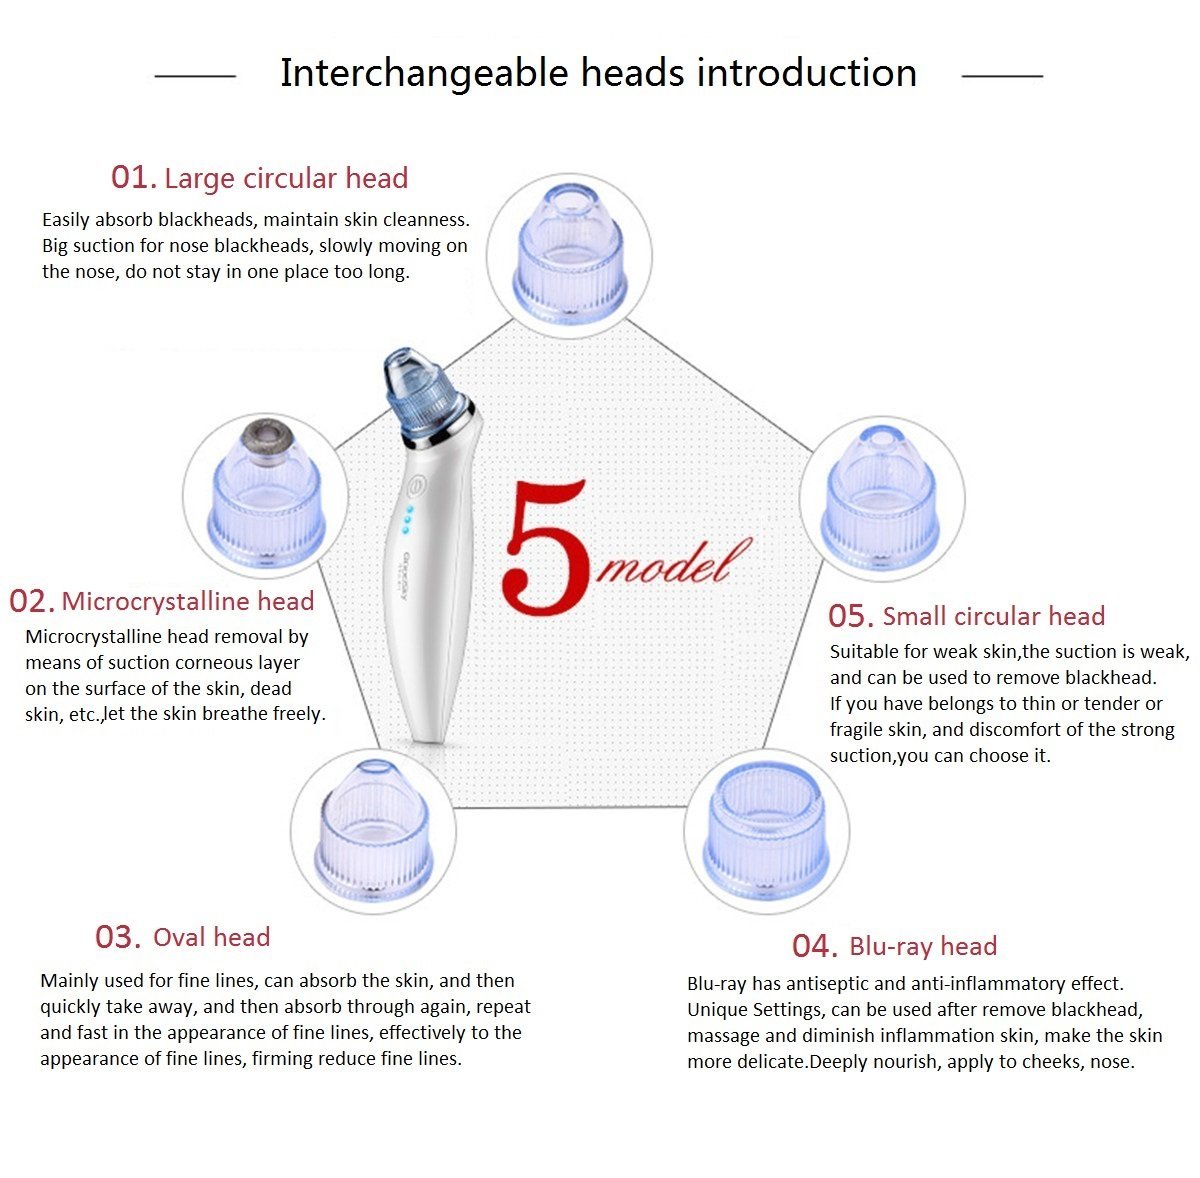 Interchangeable heads introduction
01. Large circular head
Easily absorb blackheads, maintain skin cleanness.
Big suction for nose blackheads, slowly moving on
the nose, do not stay in one place too long.
02. Microcrystalline head
Microcrystalline head removal by
means of suction corneous layer
on the surface of the skin, dead
skin, etc.,let the skin breathe freely.
5 model
05. Small circular head
Suitable for weak skin,the suction is weak,
and can be used to remove blackhead.
If you have belongs to thin or tender or
fragile skin, and discomfort of the strong
suction,you can choose it.
03. Oval head
Mainly used for fine lines, can absorb the skin, and then
quickly take away, and then absorb through again, repeat
and fast in the appearance of fine lines, effectively to the
appearance of fine lines, firming reduce fine lines.
04. Blu-ray head
Blu-ray has antiseptic and anti-inflammatory effect.
Unique Settings, can be used after remove blackhead,
massage and diminish inflammation skin, make the skin
more delicate.Deeply nourish, apply to cheeks, nose.